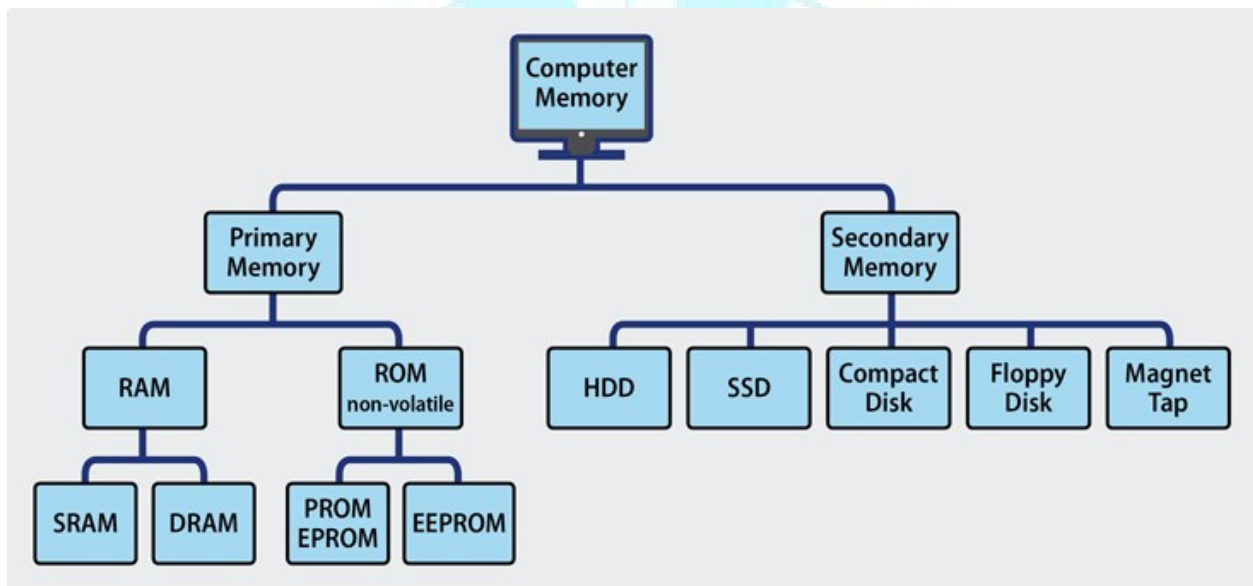 Computer
Memory
Primary
Memory
Secondary
Memory
RAM
ROM
non-volatile
HDD
SSD
Compact
Disk
Floppy
Disk
Magnet
Tap
SRAM
DRAM
PROM
EPROM
EEPROM